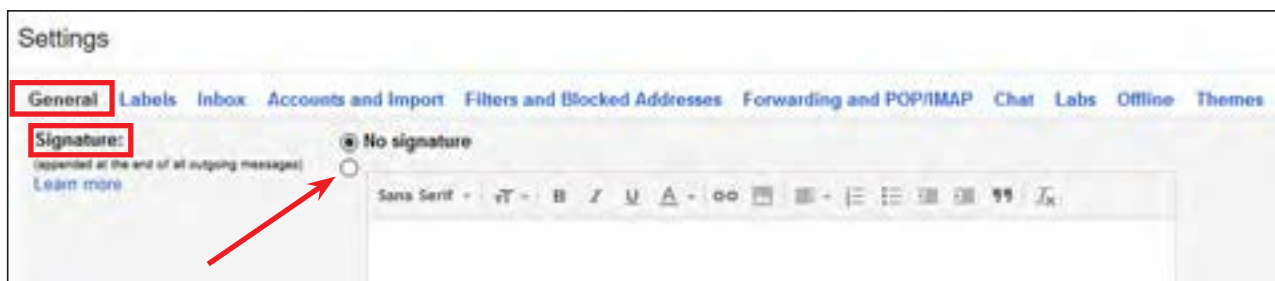 Settings
General Labels Inbox Accounts and Import Filters and Blocked Addresses Forwarding and POP/IMAP Chat Labs Offline Themes
Signature: No signature
(appended at the end of all outgoing messages)
Learn more
Sans Serif T B I U A